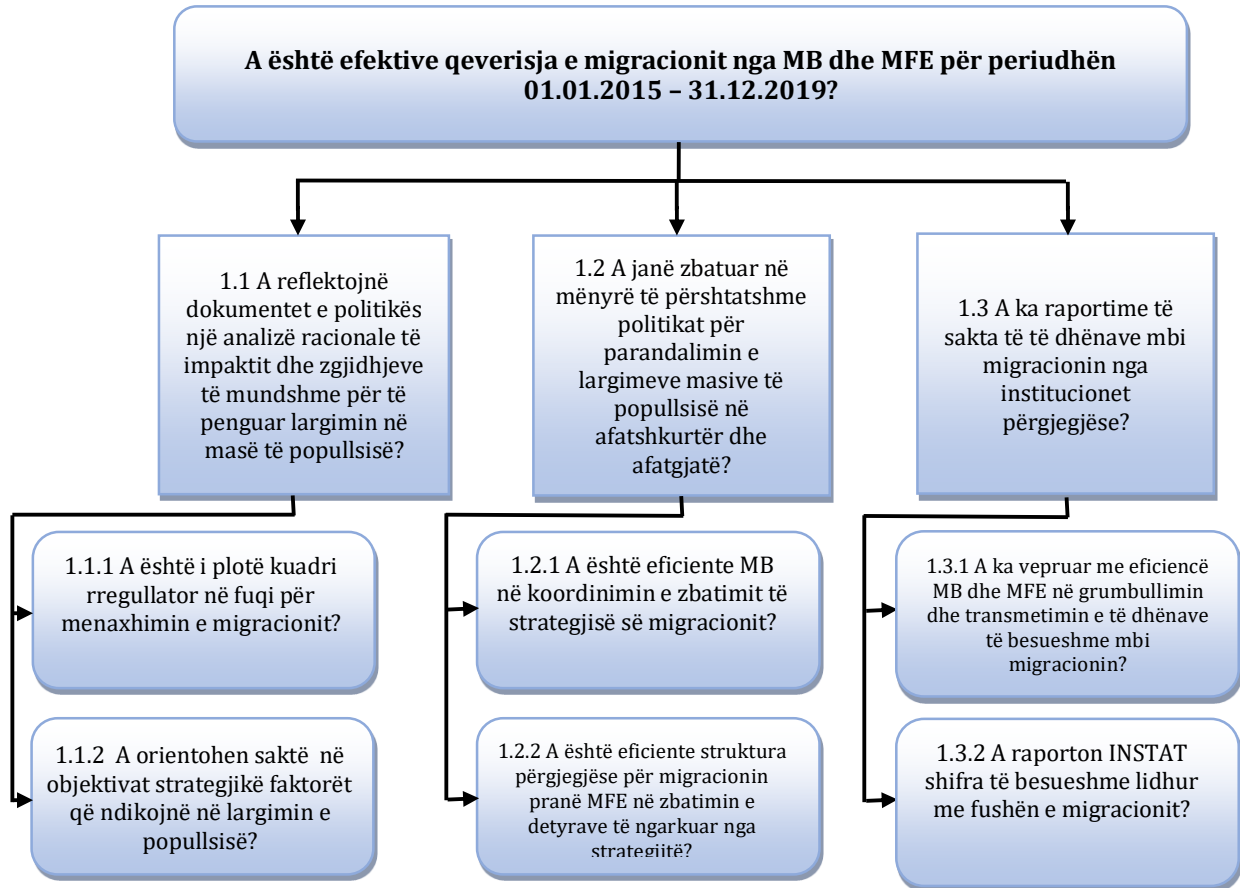 A është efektive qeverisja e migracionit nga MB dhe MFE për periudhën
01.01.2015 – 31.12.2019?
1.1 A reflektojnë
dokumentet e politikës
një analizë racionale të
impaktit dhe zgjidhjeve
të mundshme për të
penguar largimin në
masë të popullsisë?
1.2 A janë zbatuar në
mënyrë të përshtatshme
politikat për
parandalimin e
largimeve masive të
popullsisë në
afatshkurtër dhe
afatgjatë?
1.3 A ka raportime të
sakta të të dhënave mbi
migracionin nga
institucionet
përgjegjëse?
1.1.1 A është i plotë kuadri
rregullator në fuqi për
menaxhimin e migracionit?
1.2.1 A është eficiente MB
në koordinimin e zbatimit të
strategjisë së migracionit?
1.3.1 A ka vepruar me eficiencë
MB dhe MFE në grumbullimin
dhe transmetimin e të dhënave
të besueshme mbi
migracionin?
1.1.2 A orientohen saktë në
objektivat strategjikë faktorët
që ndikojnë në largimin e
popullsisë?
1.2.2 A është eficiente struktura
përgjegjëse për migracionin
pranë MFE në zbatimin e
detyrave të ngarkuar nga
strategjitë?
1.3.2 A raporton INSTAT
shifra të besueshme lidhur
me fushën e migracionit?